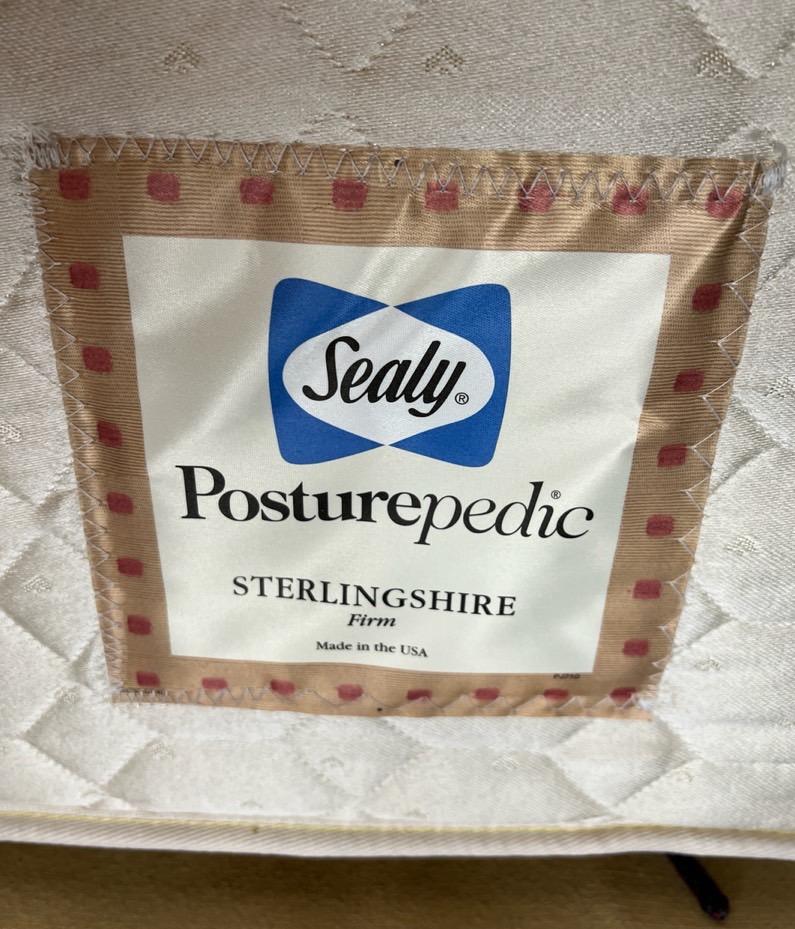 Sealy®
Posturepedic®
STERLINGSHIRE
Firm
Made in the USA